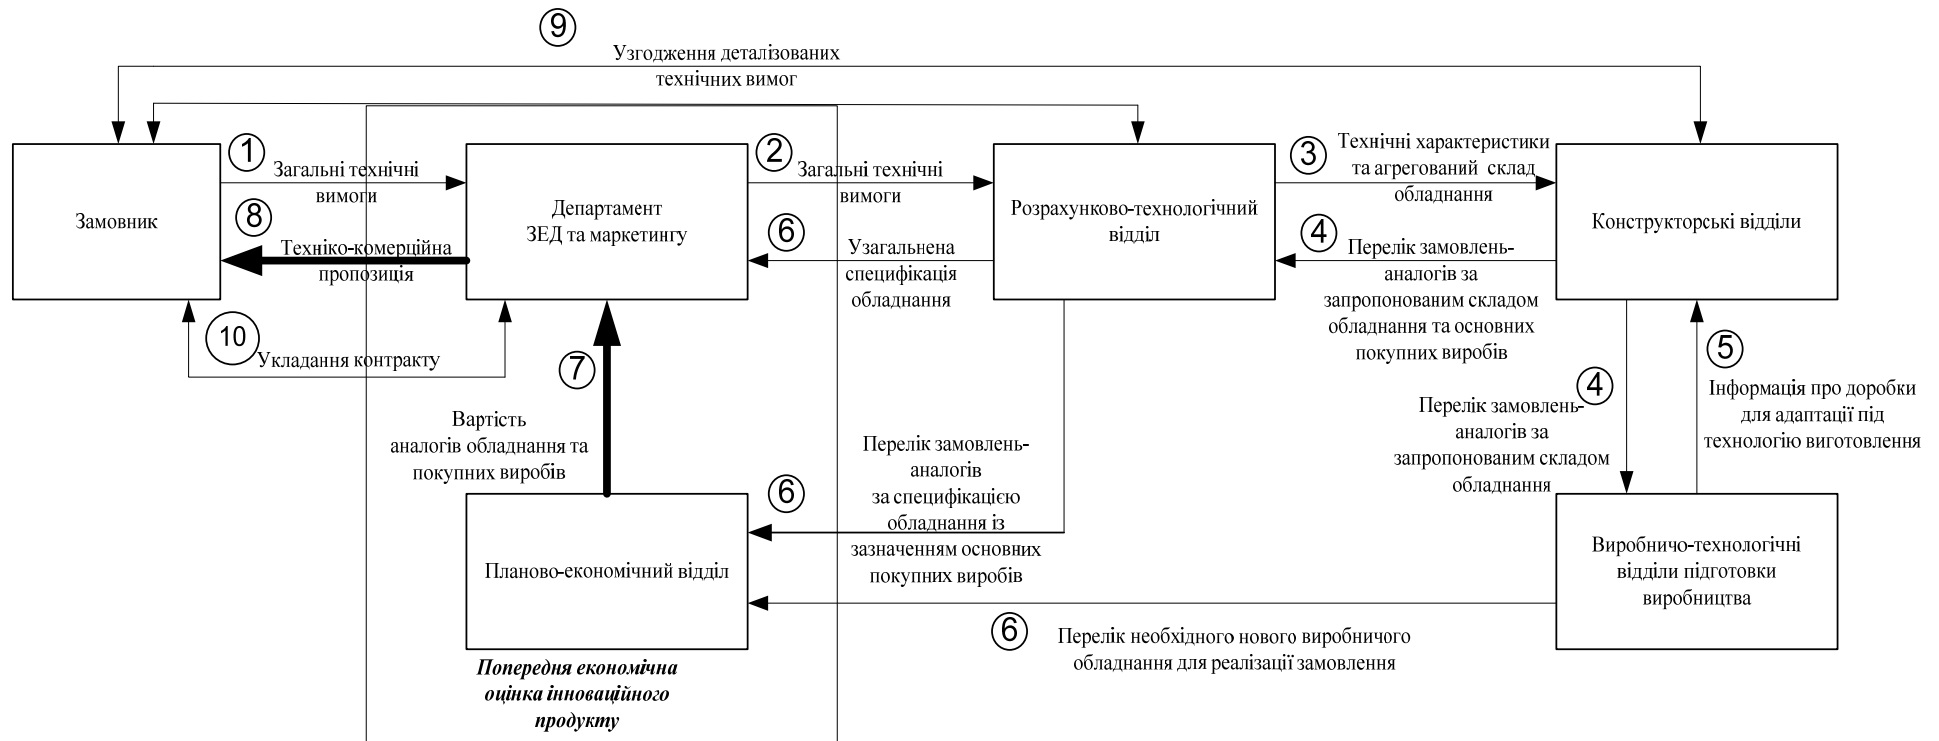 9
Узгодження деталізованих
технічних вимог
1
Загальні технічні
вимоги
2
Загальні технічні
вимоги
3
Технічні характеристики
та агрегований склад
обладнання
Замовник
Департамент
ЗЕД та маркетингу
Розрахунково-технологічний
відділ
Конструкторські відділи
8
Техніко-комерційна
пропозиція
6
Узагальнена
специфікація
обладнання
4
Перелік замовлень-
аналогів за
запропонованим складом
обладнання та основних
покупних виробів
10
Укладання контракту
7
Вартість
аналогів обладнання та
покупних виробів
4
Перелік замовлень-
аналогів за
запропонованим складом
обладнання
5
Інформація про доробки
для адаптації під
технологію виготовлення
6
Перелік замовлень-
аналогів
за специфікацією
обладнання із
зазначенням основних
покупних виробів
Планово-економічний відділ
Виробничо-технологічні
відділи підготовки
виробництва
6
Перелік необхідного нового виробничого
обладнання для реалізації замовлення
Попередня економічна
оцінка інноваційного
продукту